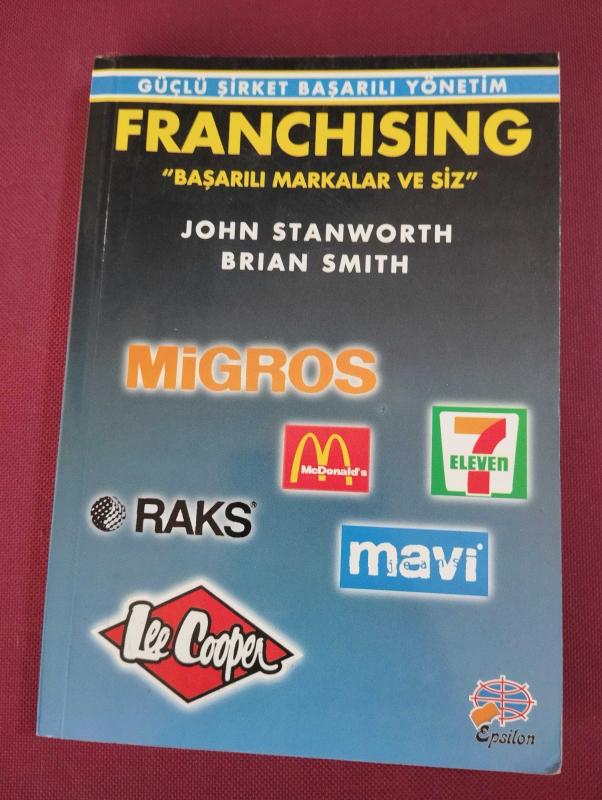 GÜÇLÜ ŞİRKET BAŞARILI YÖNETİM
FRANCHISING
"BAŞARILI MARKALAR VE SİZ"
JOHN STANWORTH
BRIAN SMITH
MiGROS
McDonald's
7
ELEVEN
RAKS®
mavi
jeans
Lee Cooper
Epsilon